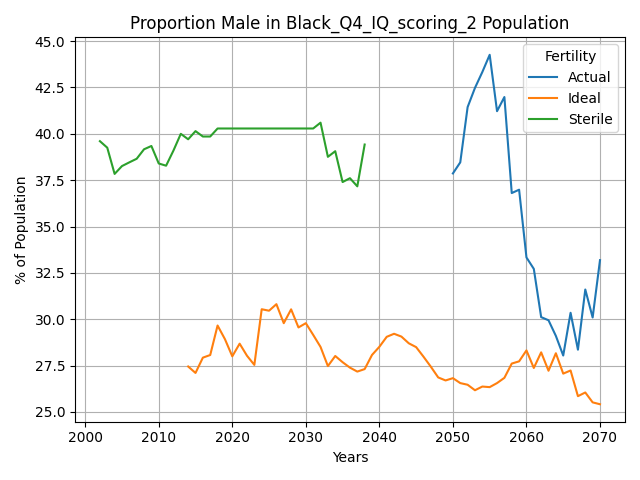 Proportion Male in Black_Q4_IQ_scoring_2 Population
% of Population
45.0
42.5
40.0
37.5
35.0
32.5
30.0
27.5
25.0
Fertility
Actual
Ideal
Sterile
2000 2010 2020 2030 2040 2050 2060 2070
Years